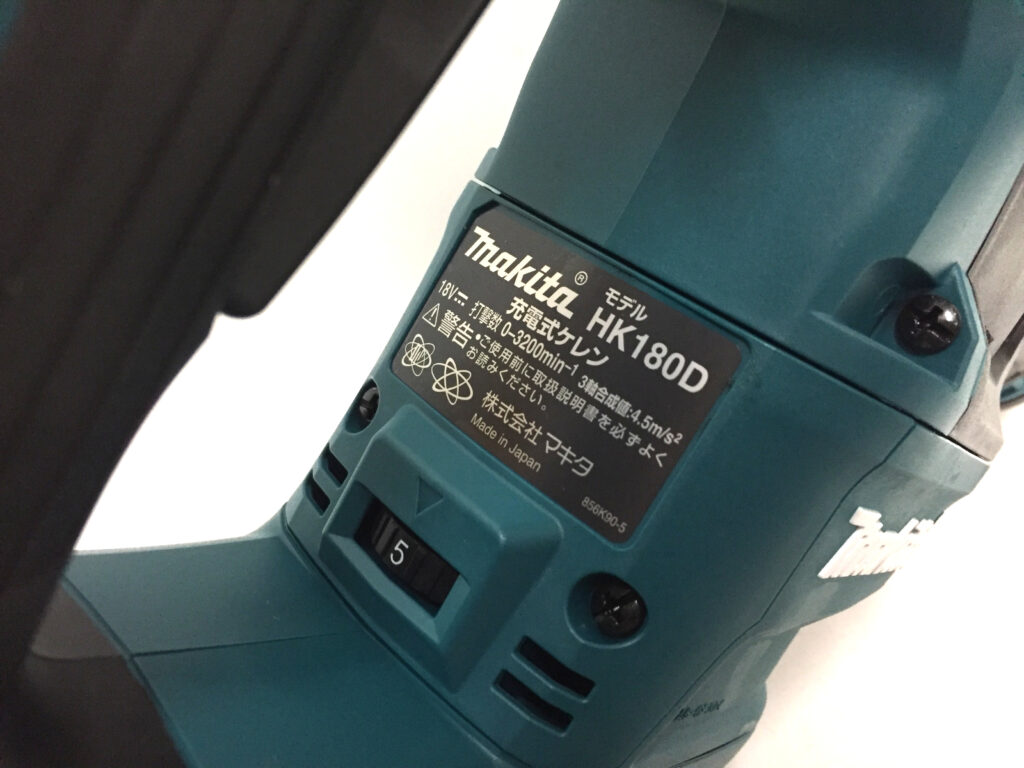 makita®
モデル
HK180D
充電式ケレン
18V⎓ 打撃数 0-3200min-1 3軸合成値:4.5m/s²
⚠警告 • ご使用前に取扱説明書を必ずよく
お読みください。
株式会社 マキタ
Made in Japan
856K90-5
5
makita